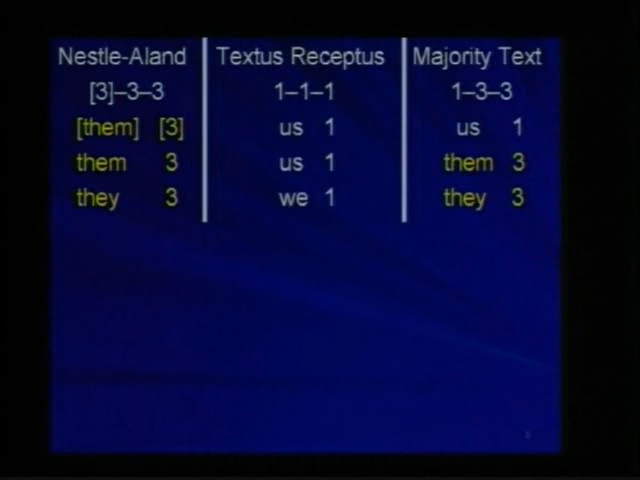 Nestle-Aland Textus Receptus Majority Text
[3]–3–3 1–1–1 1–3–3
[them] [3] us 1 us 1
them 3 us 1 them 3
they 3 we 1 they 3